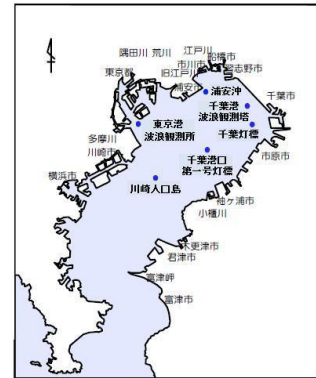 隅田川 荒川
江戸川
船橋市
市川市
習志野市
東京都
旧江戸川
浦安市
浦安沖
千葉市
千葉港
波浪観測塔
東京港
波浪観測所
千葉灯標
多摩川
川崎市
千葉港口
第一号灯標
市原市
横浜市
川崎人口島
袖ヶ浦市
小櫃川
木更津市
君津市
富津岬
富津市